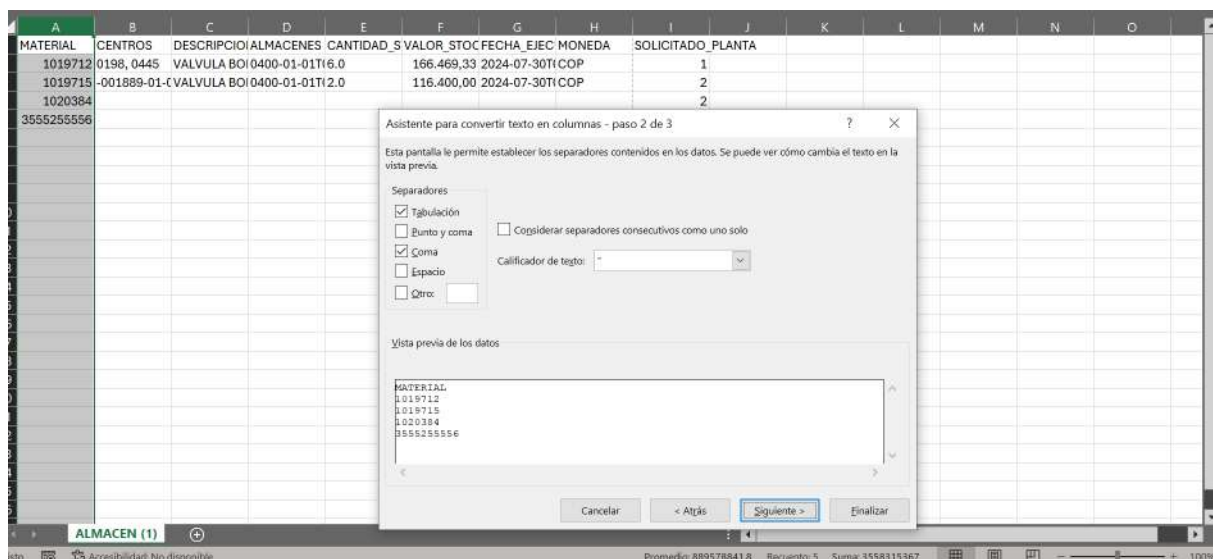 A B C D E F G H I J K L M N O
MATERIAL CENTROS DESCRIPCIOI ALMACENES CANTIDAD_S VALOR_STOC FECHA_EJEC MONEDA SOLICITADO_PLANTA
1019712 0198, 0445 VALVULA BOI 0400-01-01T( 6.0 166.469,33 2024-07-30T( COP 1
1019715 -001889-01-( VALVULA BOI 0400-01-01T( 2.0 116.400,00 2024-07-30T( COP 2
1020384 2
3555255556
Asistente para convertir texto en columnas - paso 2 de 3 ? ×
Esta pantalla le permite establecer los separadores contenidos en los datos. Se puede ver cómo cambia el texto en la
vista previa.
Separadores
Tabulación
Punto y coma
Considerar separadores consecutivos como uno solo
Coma
Calificador de texto: "
Espacio
Otro:
Vista previa de los datos
MATERIAL
1019712
1019715
1020384
3555255556
Cancelar < Atrás Siguiente > Finalizar
ALMACEN (1)
Accesibilidad: No disponible Promedio: 889578841,8 Recuento: 5 Suma: 3558315367